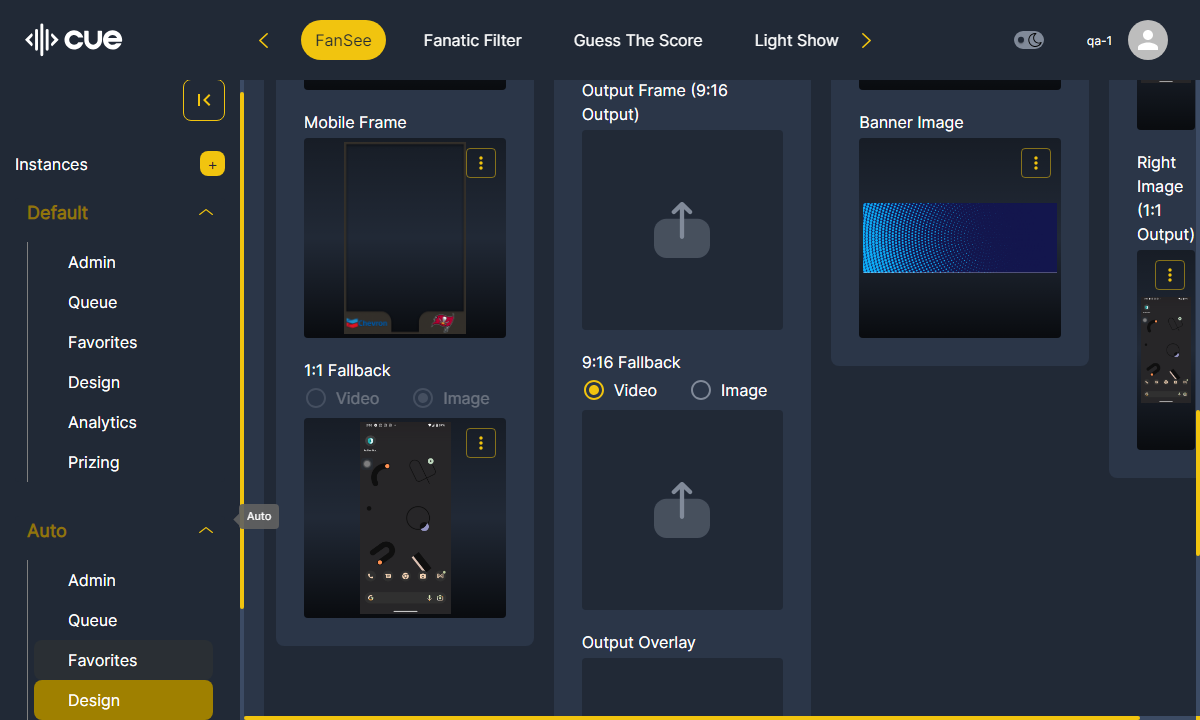 CUE
FanSee
Fanatic Filter
Guess The Score
Light Show
qa-1
Instances
+
Default
Admin
Queue
Favorites
Design
Analytics
Prizing
Auto
Admin
Queue
Favorites
Design
Auto
Mobile Frame
1:1 Fallback
Video
Image
Output Frame (9:16
Output)
9:16 Fallback
Video
Image
Output Overlay
Banner Image
Right
Image
(1:1
Output)